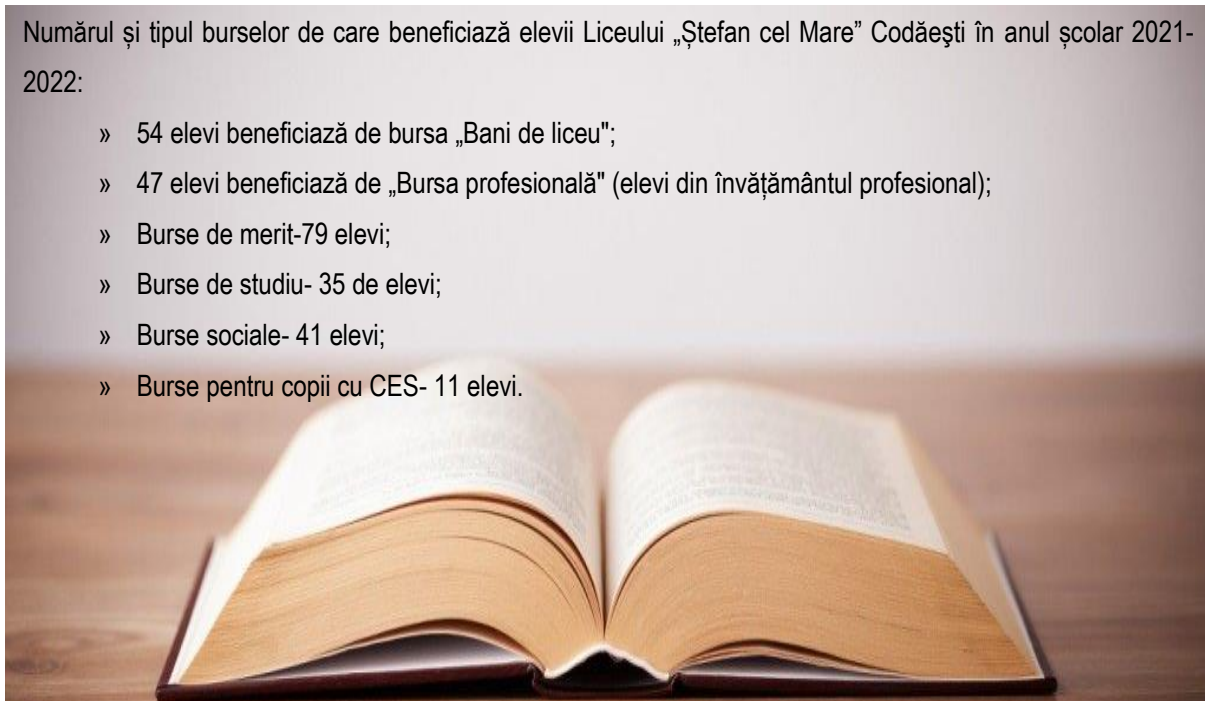 Numărul și tipul burselor de care beneficiază elevii Liceului „Ștefan cel Mare” Codăeşti în anul școlar 2021-
2022:
» 54 elevi beneficiază de bursa „Bani de liceu";
» 47 elevi beneficiază de „Bursa profesională" (elevi din învățământul profesional);
» Burse de merit-79 elevi;
» Burse de studiu- 35 de elevi;
» Burse sociale- 41 elevi;
» Burse pentru copii cu CES- 11 elevi.